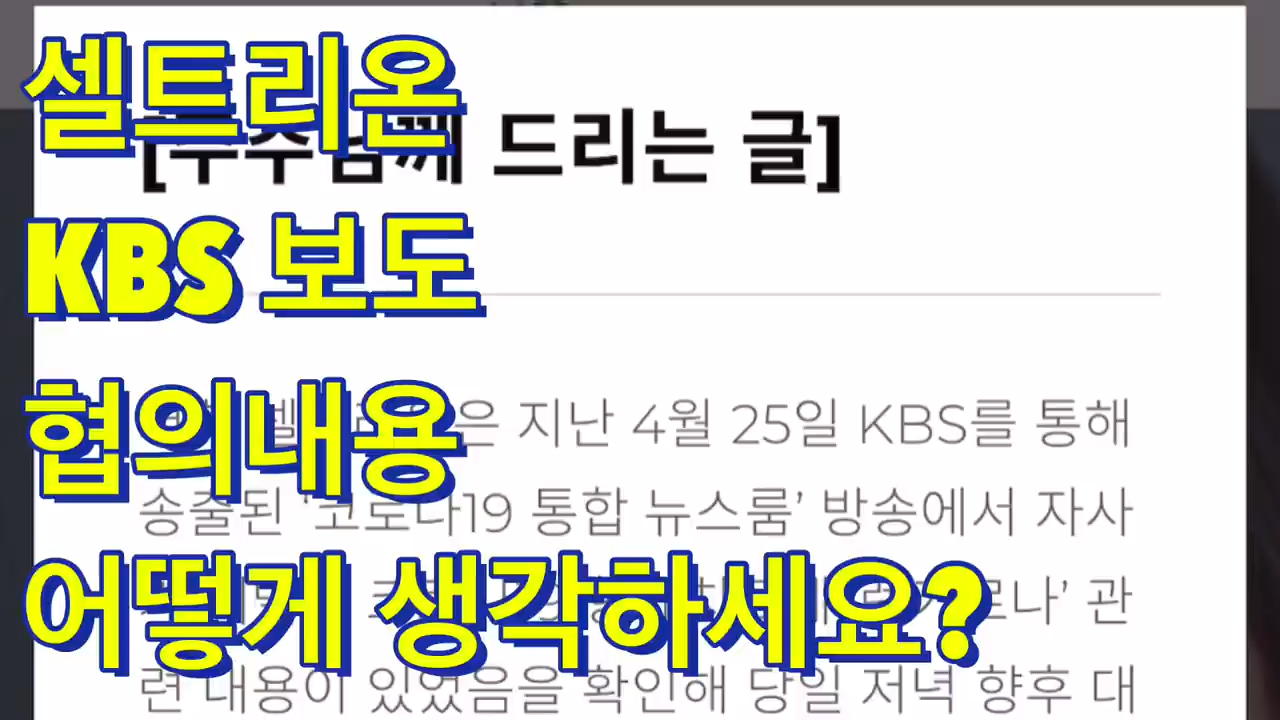 셀트리온
께 드리는 글]
KBS 보도
은 지난 4월 25일 KBS를 통해
협의내용
송출된 '코로나19 통합 뉴스룸' 방송에서 자사
어떻게 생각하세요?
관
련 내용이 있었음을 확인해 당일 저녁 향후 대